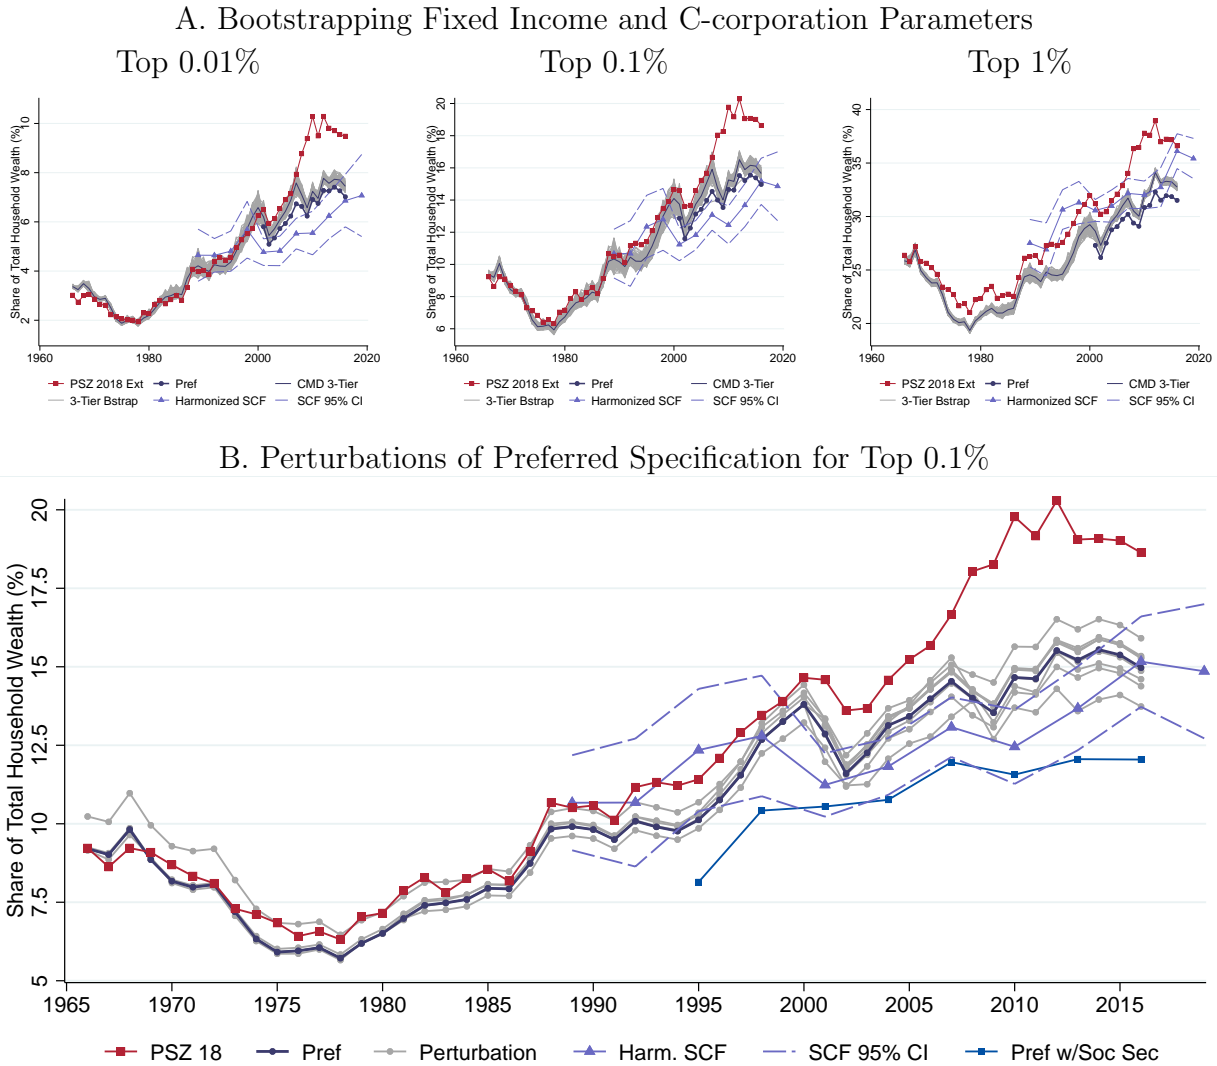 A. Bootstrapping Fixed Income and C-corporation Parameters
Top 0.01%
Top 0.1%
Top 1%
Share of Total Household Wealth (%)
10
8
6
4
2
1960 1980 2000 2020
PSZ 2018 Ext Pref CMD 3-Tier
3-Tier Bstrap Harmonized SCF SCF 95% CI
Share of Total Household Wealth (%)
20
18
16
14
12
10
8
6
1960 1980 2000 2020
PSZ 2018 Ext Pref CMD 3-Tier
3-Tier Bstrap Harmonized SCF SCF 95% CI
Share of Total Household Wealth (%)
40
35
30
25
20
1960 1980 2000 2020
PSZ 2018 Ext Pref CMD 3-Tier
3-Tier Bstrap Harmonized SCF SCF 95% CI
B. Perturbations of Preferred Specification for Top 0.1%
Share of Total Household Wealth (%)
20
17.5
15
12.5
10
7.5
5
1965 1970 1975 1980 1985 1990 1995 2000 2005 2010 2015
PSZ 18 Pref Perturbation Harm. SCF SCF 95% CI Pref w/Soc Sec